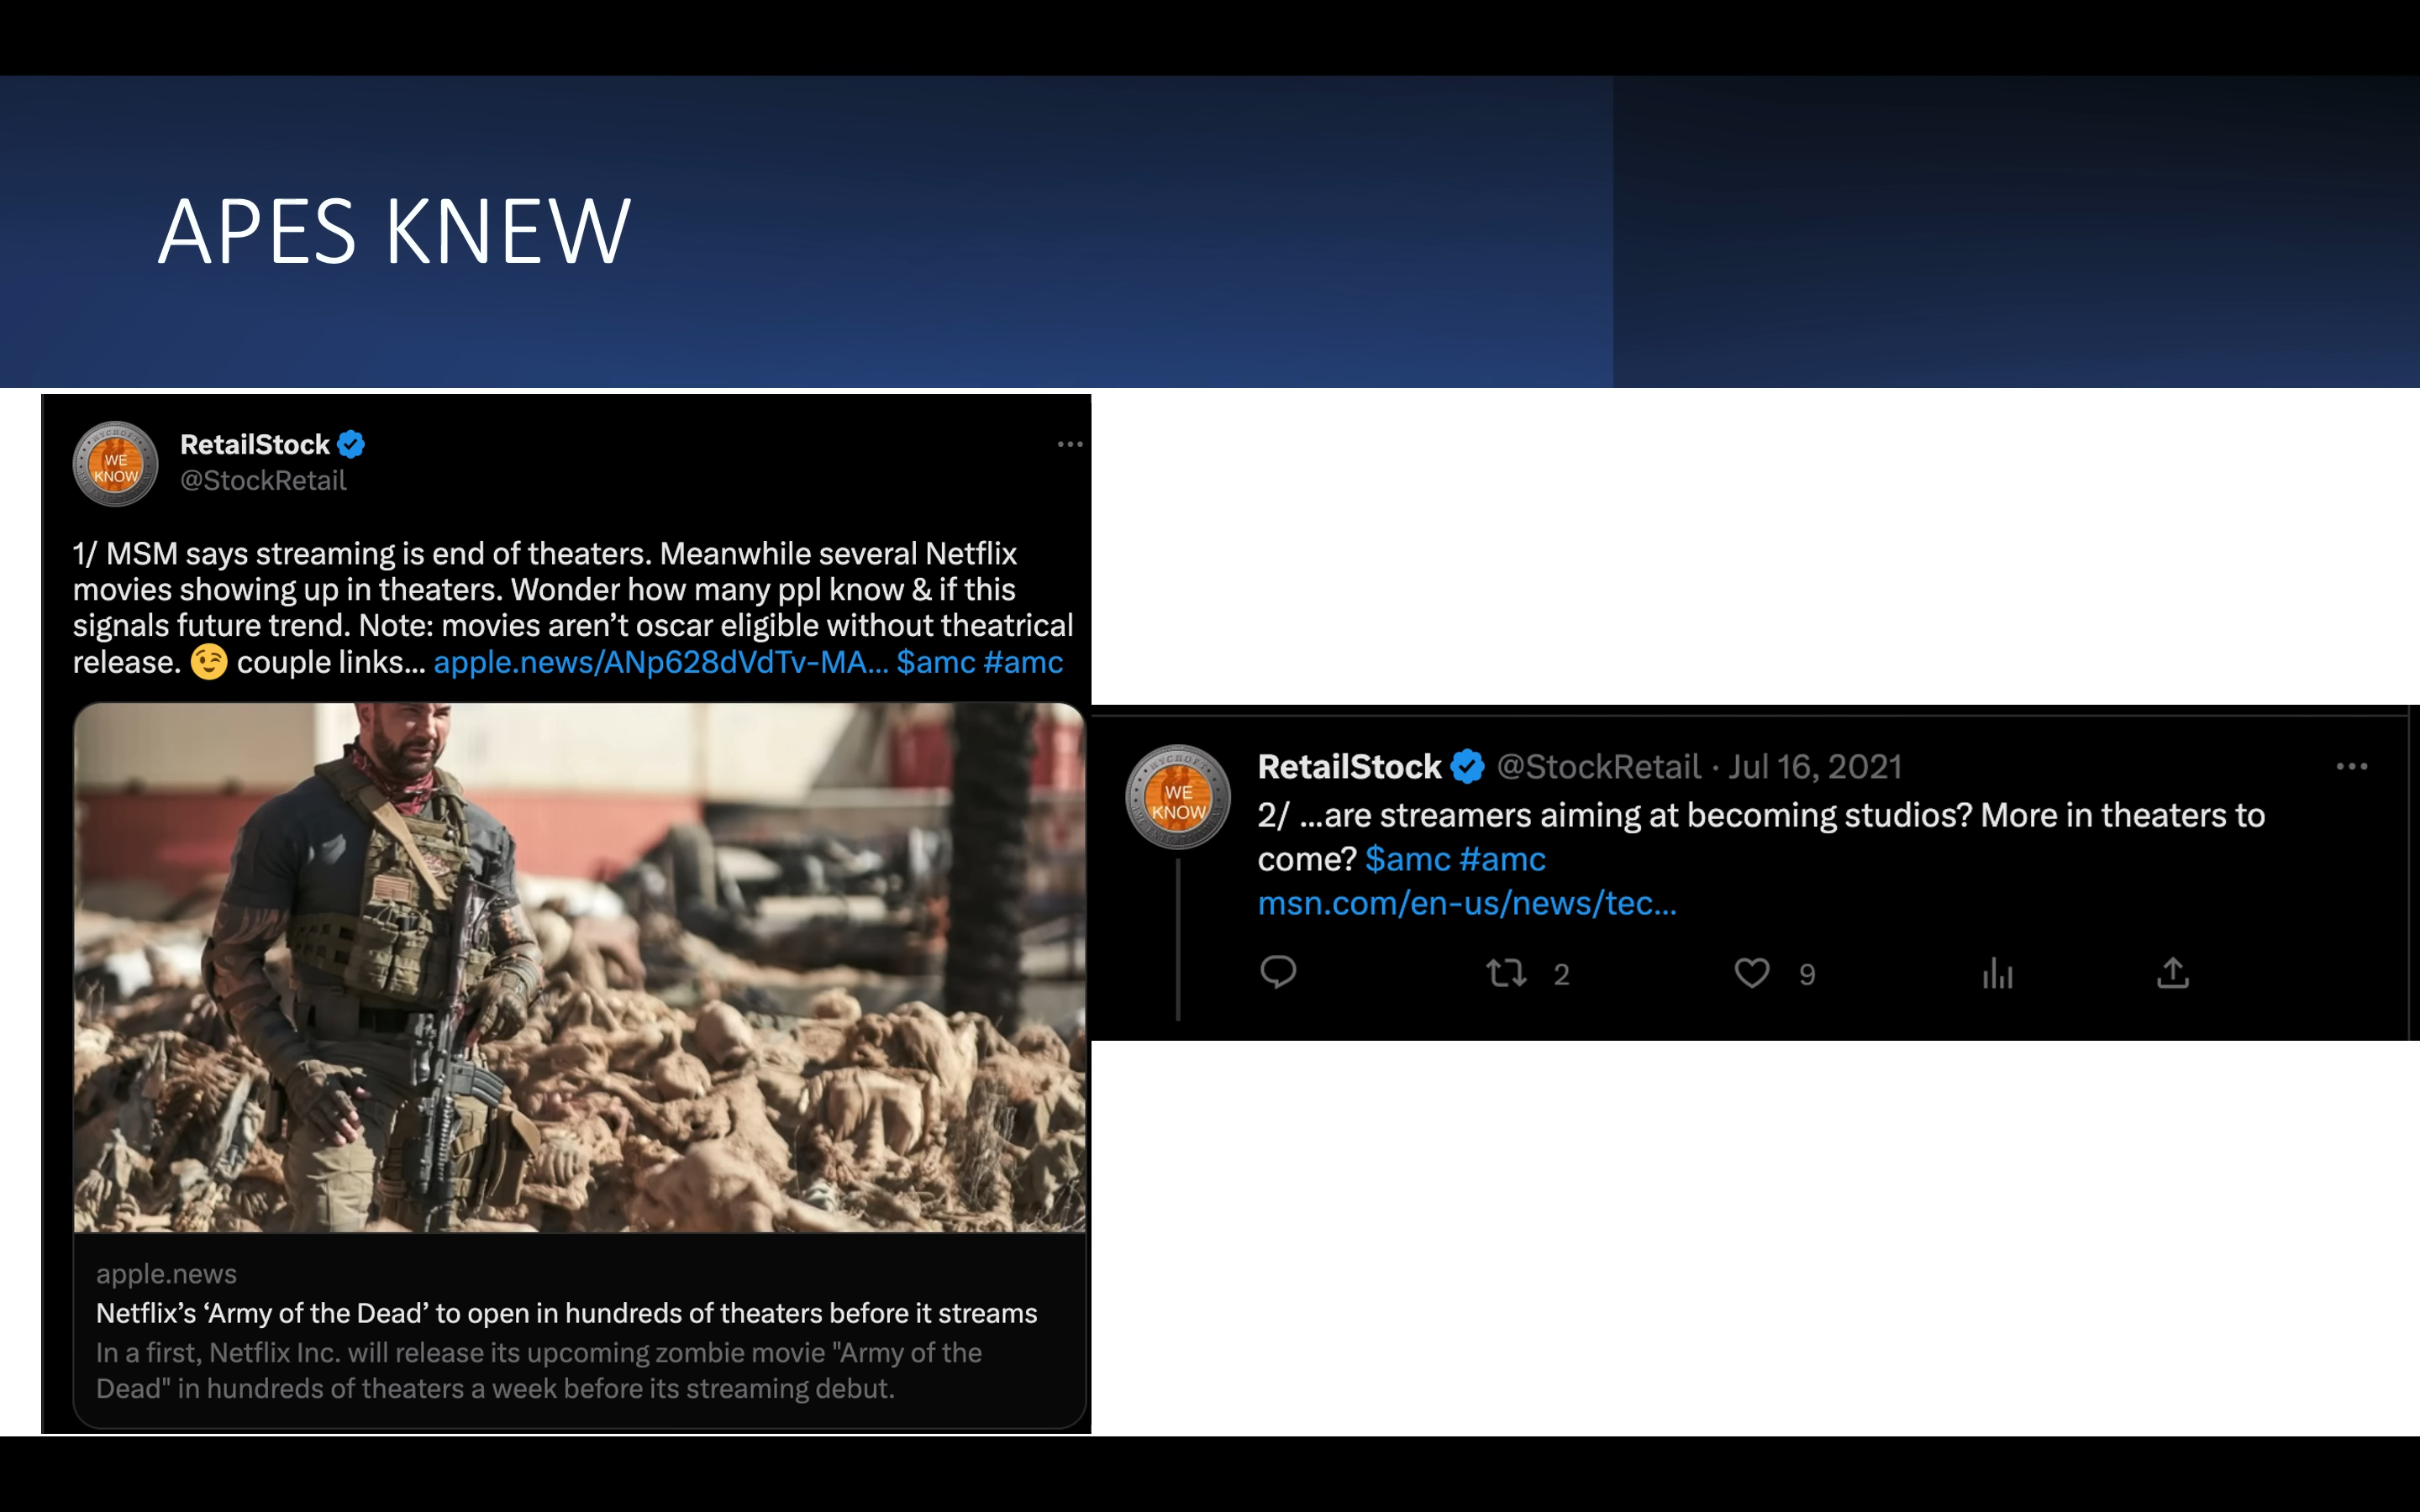 APES KNEW
WE
KNOW
RetailStock
@StockRetail
1/ MSM says streaming is end of theaters. Meanwhile several Netflix
movies showing up in theaters. Wonder how many ppl know & if this
signals future trend. Note: movies aren’t oscar eligible without theatrical
release. 😉 couple links... apple.news/ANp628dVdTv-MA... $amc #amc
apple.news
Netflix’s ‘Army of the Dead’ to open in hundreds of theaters before it streams
In a first, Netflix Inc. will release its upcoming zombie movie "Army of the
Dead" in hundreds of theaters a week before its streaming debut.
WE
KNOW
RetailStock @StockRetail · Jul 16, 2021
2/ ...are streamers aiming at becoming studios? More in theaters to
come? $amc #amc
msn.com/en-us/news/tec...
2 9